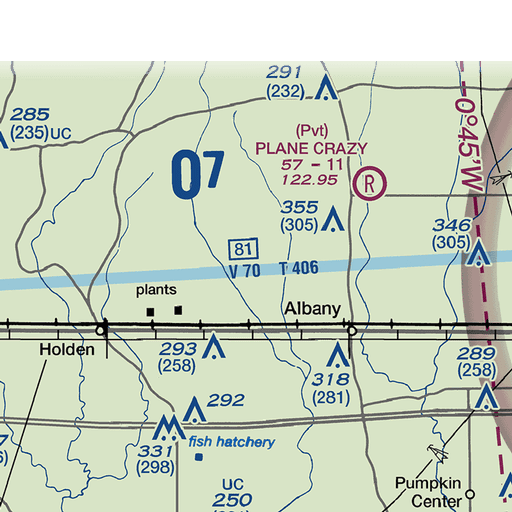 291
(232)
285
(235) UC
(Pvt)
PLANE CRAZY
57 - 11
122.95
R
0°45'W
07
355
(305)
346
(305)
81
V 70 T 406
plants
Albany
Holden
293
(258)
318
(281)
289
(258)
292
331
(298)
fish hatchery
UC
250
Pumpkin
Center